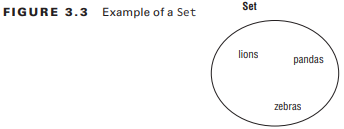 FIGURE 3.3 Example of a Set
Set
lions
pandas
zebras